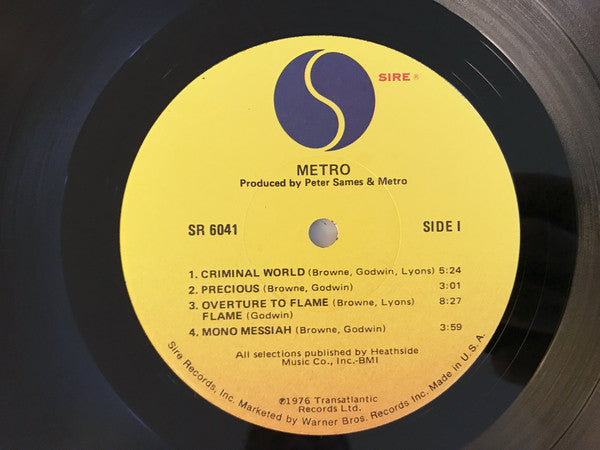 SIRE ®
METRO
Produced by Peter Sames & Metro
SR 6041 SIDE I
1. CRIMINAL WORLD (Browne, Godwin, Lyons) 5:24
2. PRECIOUS (Browne, Godwin) 3:01
3. OVERTURE TO FLAME (Browne, Lyons) 8:27
FLAME (Godwin)
4. MONO MESSIAH (Browne, Godwin) 3:59
All selections published by Heathside
Music Co., Inc.-BMI
℗1976 Transatlantic
Records Ltd.
Sire Records, Inc. Marketed by Warner Bros. Records Inc. Made in U.S.A.